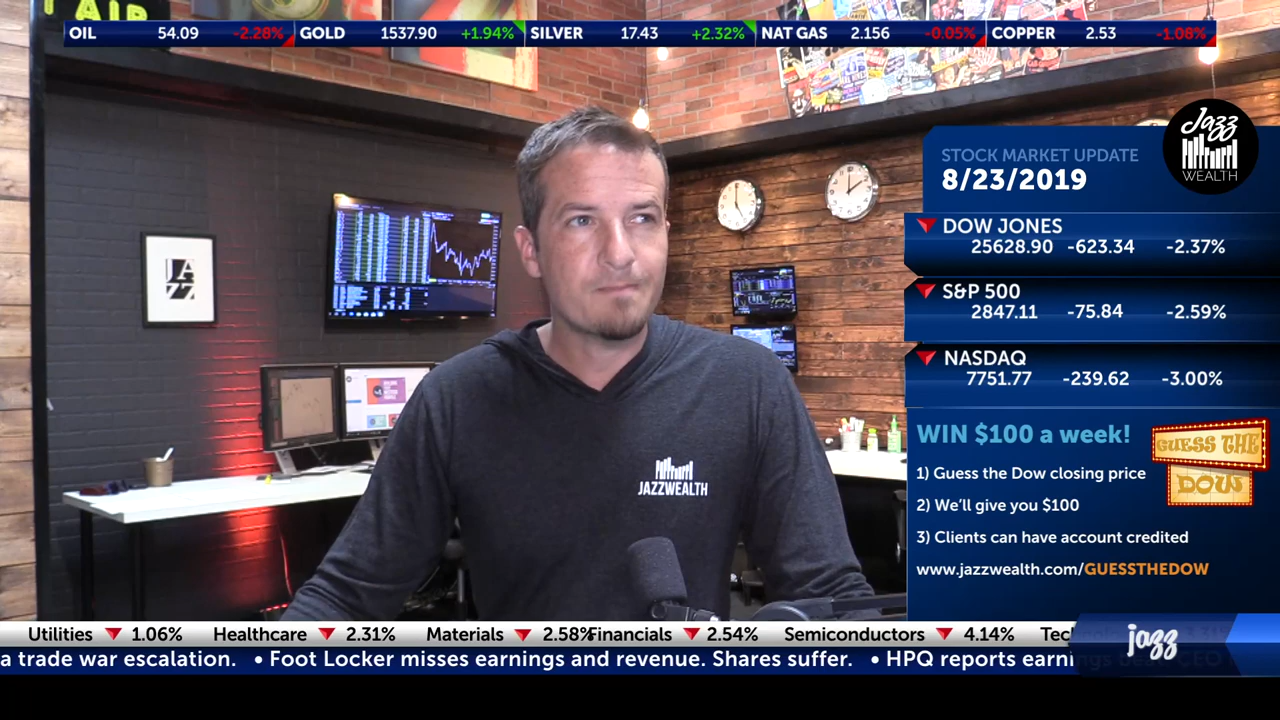 AIR
OIL 54.09 -2.28% GOLD 1537.90 +1.94% SILVER 17.43 +2.32% NAT GAS 2.156 -0.05% COPPER 2.53 -1.08%
Jazz
WEALTH
STOCK MARKET UPDATE
8/23/2019
DOW JONES
25628.90 -623.34 -2.37%
S&P 500
2847.11 -75.84 -2.59%
NASDAQ
7751.77 -239.62 -3.00%
WIN $100 a week!
GUESS THE
DOW
1) Guess the Dow closing price
2) We'll give you $100
3) Clients can have account credited
www.jazzwealth.com/GUESSTHEDOW
JA
ZZ
JAZZWEALTH
Utilities 1.06% Healthcare 2.31% Materials 2.58% Financials 2.54% Semiconductors 4.14%
jazz
a trade war escalation. • Foot Locker misses earnings and revenue. Shares suffer. • HPQ reports earnings beat. CEO